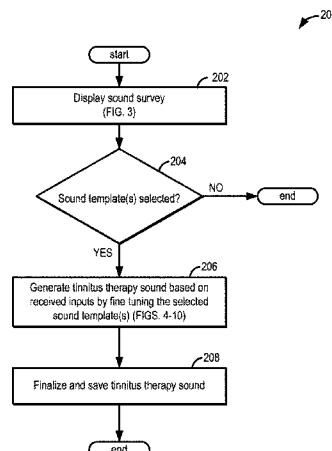 20
start
202
Display sound survey
(FIG. 3)
204
Sound template(s) selected?
NO
end
YES
206
Generate tinnitus therapy sound based on
received inputs by fine tuning the selected
sound template(s) (FIGS. 4-10)
208
Finalize and save tinnitus therapy sound
end